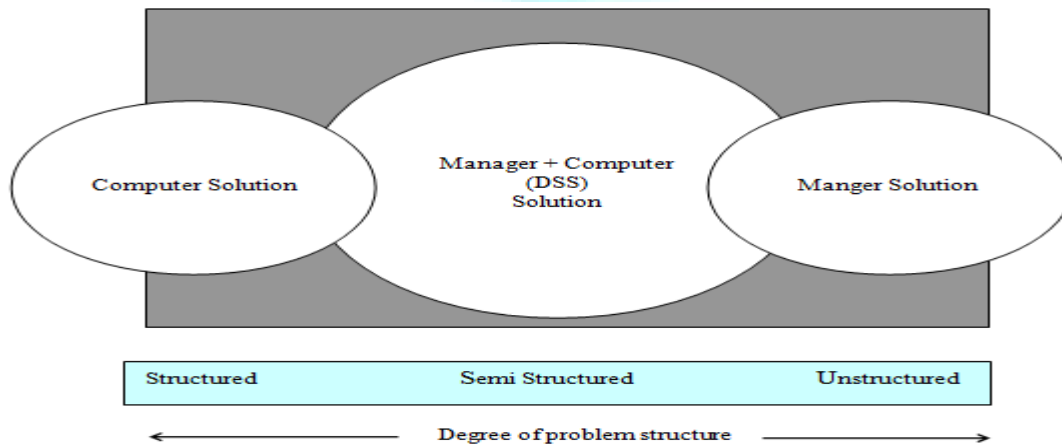 Computer Solution
Manager + Computer
(DSS)
Solution
Manger Solution
Structured
Semi Structured
Unstructured
Degree of problem structure